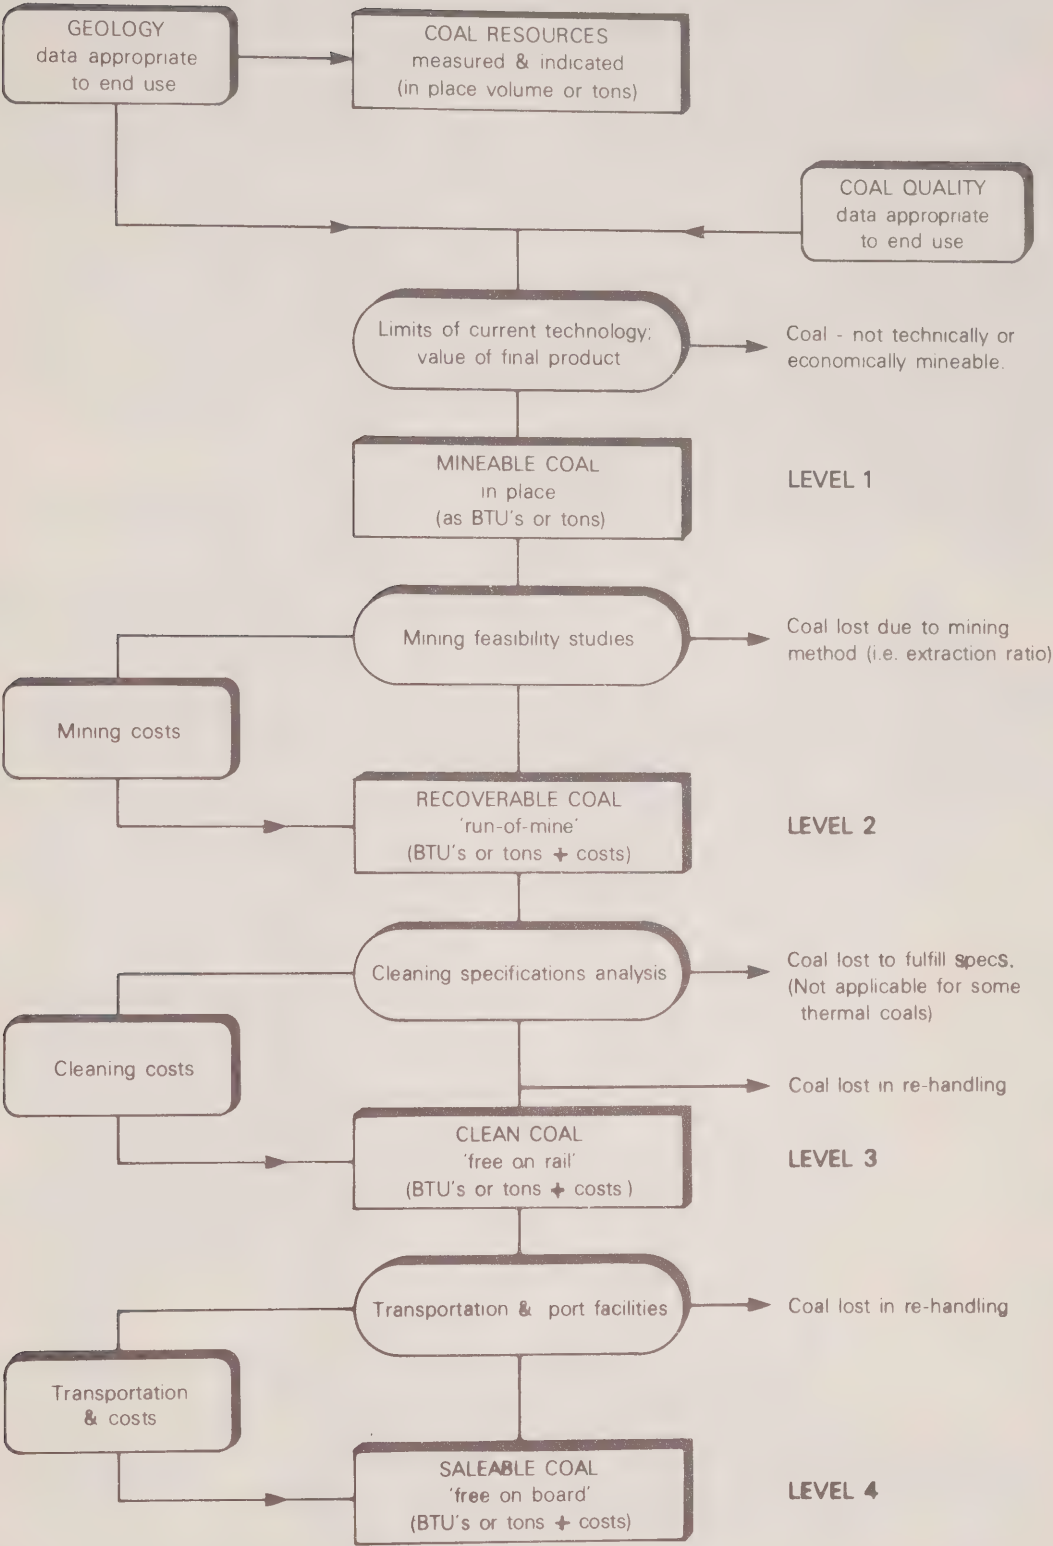 GEOLOGY
data appropriate
to end use
COAL RESOURCES
measured & indicated
(in place volume or tons)
COAL QUALITY
data appropriate
to end use
Limits of current technology;
value of final product
Coal - not technically or
economically mineable.
MINEABLE COAL
in place
(as BTU's or tons)
LEVEL 1
Mining feasibility studies
Coal lost due to mining
method (i.e. extraction ratio)
Mining costs
RECOVERABLE COAL
'run-of-mine'
(BTU's or tons + costs)
LEVEL 2
Cleaning specifications analysis
Coal lost to fulfill specs.
(Not applicable for some
thermal coals)
Cleaning costs
Coal lost in re-handling
CLEAN COAL
'free on rail'
(BTU's or tons + costs )
LEVEL 3
Transportation & port facilities
Coal lost in re-handling
Transportation
& costs
SALEABLE COAL
'free on board'
(BTU's or tons + costs)
LEVEL 4